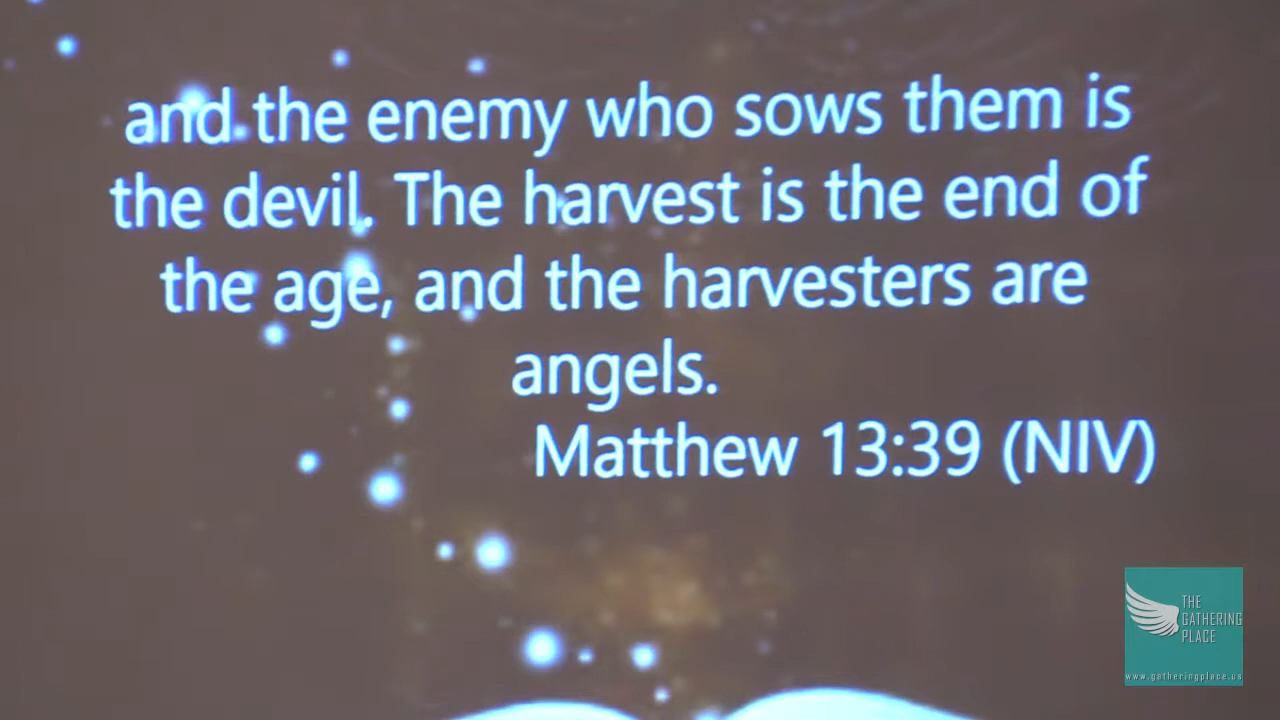 and the enemy who sows them is
the devil. The harvest is the end of
the age, and the harvesters are
angels.
Matthew 13:39 (NIV)
THE
GATHERING
PLACE
www.gatheringplace.us